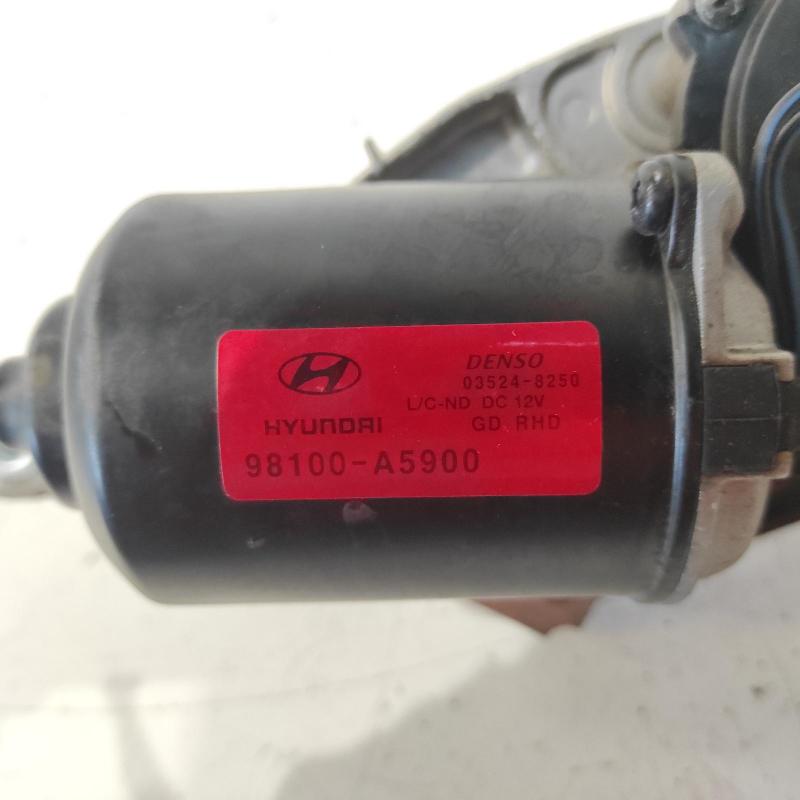 DENSO
03524-8250
L/C-ND DC 12V
HYUNDAI GD RHD
98100-A5900